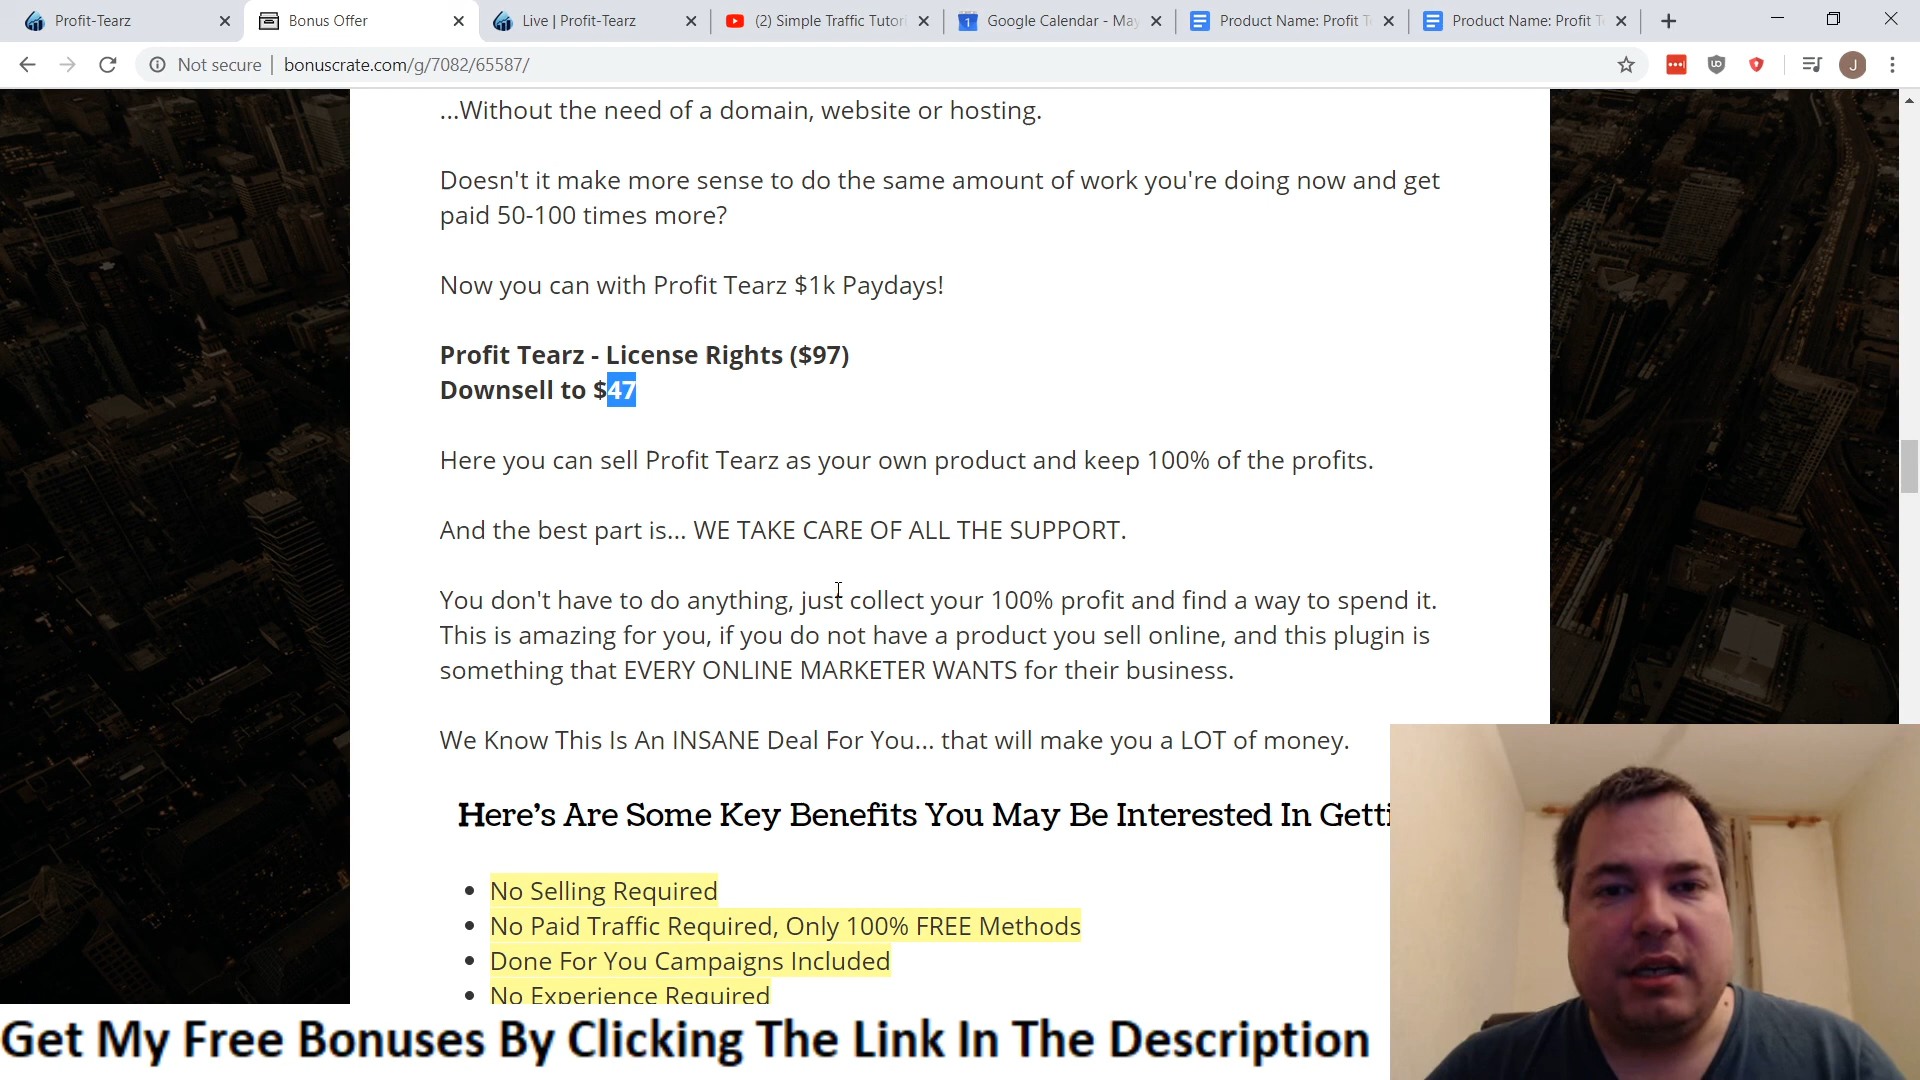 Profit-Tearz
Bonus Offer
Live | Profit-Tearz
(2) Simple Traffic Tutori
Google Calendar - May
Product Name: Profit T
Product Name: Profit T
Not secure
bonuscrate.com/g/7082/65587/
J
...Without the need of a domain, website or hosting.
Doesn't it make more sense to do the same amount of work you're doing now and get
paid 50-100 times more?
Now you can with Profit Tearz $1k Paydays!
Profit Tearz - License Rights ($97)
Downsell to $47
Here you can sell Profit Tearz as your own product and keep 100% of the profits.
And the best part is... WE TAKE CARE OF ALL THE SUPPORT.
You don't have to do anything, just collect your 100% profit and find a way to spend it.
This is amazing for you, if you do not have a product you sell online, and this plugin is
something that EVERY ONLINE MARKETER WANTS for their business.
We Know This Is An INSANE Deal For You... that will make you a LOT of money.
Here's Are Some Key Benefits You May Be Interested In Getti
No Selling Required
No Paid Traffic Required, Only 100% FREE Methods
Done For You Campaigns Included
No Experience Required
Get My Free Bonuses By Clicking The Link In The Description